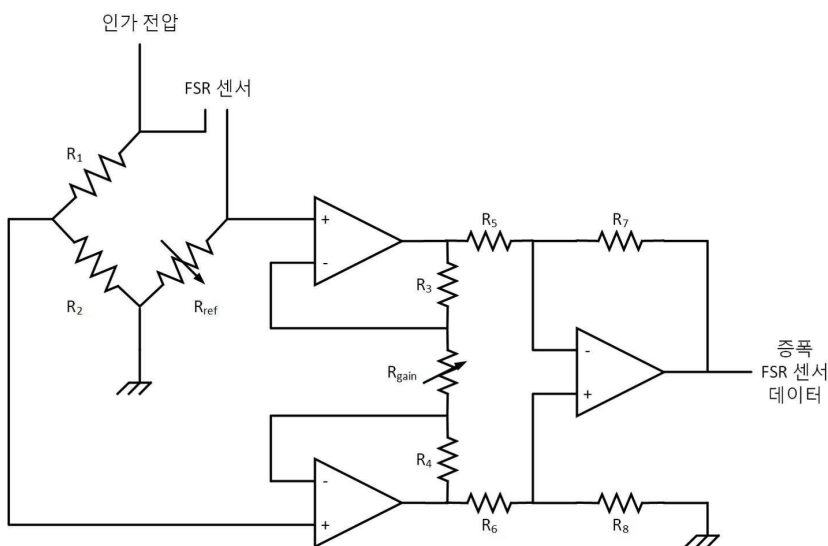 인가 전압
FSR 센서
R1
R2
Rref
+
-
R3
R5
R7
Rgain
-
+
증폭
FSR 센서
데이터
R4
-
+
R6
R8